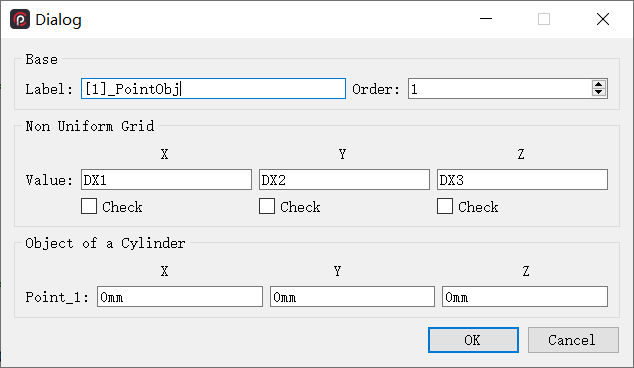 Dialog
Base
Label: [1]_PointObj Order: 1
Non Uniform Grid
X Y Z
Value: DX1 DX2 DX3
Check Check Check
Object of a Cylinder
X Y Z
Point_1: 0mm 0mm 0mm
OK Cancel